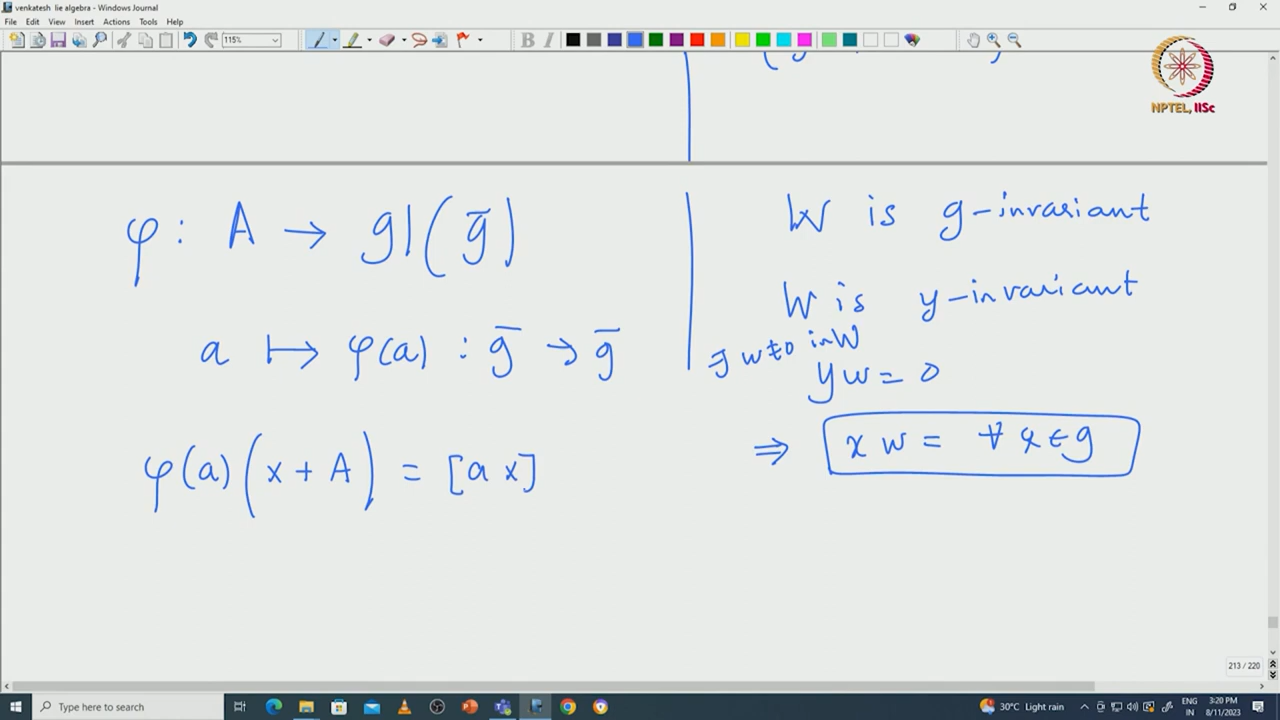 venkatesh lie algebra - Windows Journal
File Edit View Insert Actions Tools Help
115%
B I
NPTEL, IISc
φ : A → gl(ḡ)
a ↦ φ(a) : ḡ → ḡ
φ(a)(x + A) = [a x]
W is g-invariant
W is y-invariant
∃ w≠0 in W
y w = 0
⇒ x w = ∀ x ∈ g
213 / 220
Type here to search
30°C Light rain
ENG
IN
3:20 PM
8/11/2023